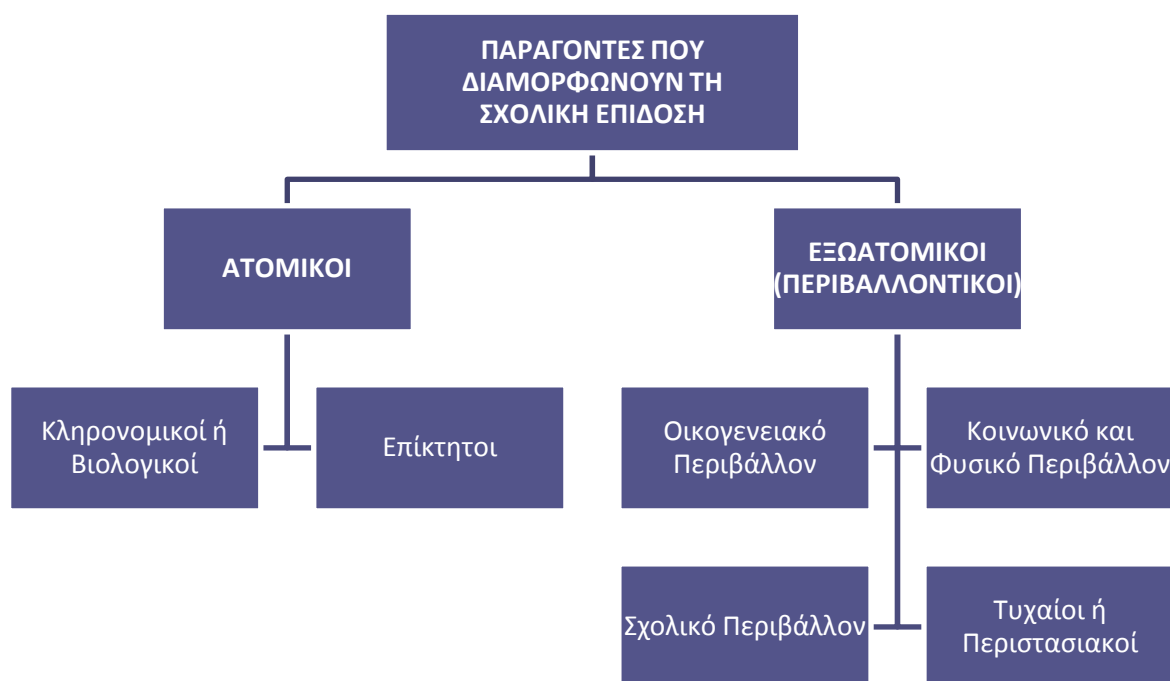 ΠΑΡΑΓΟΝΤΕΣ ΠΟΥ
ΔΙΑΜΟΡΦΩΝΟΥΝ ΤΗ
ΣΧΟΛΙΚΗ ΕΠΙΔΟΣΗ
ΑΤΟΜΙΚΟΙ
ΕΞΩΑΤΟΜΙΚΟΙ
(ΠΕΡΙΒΑΛΛΟΝΤΙΚΟΙ)
Κληρονομικοί ή
Βιολογικοί
Επίκτητοι
Οικογενειακό
Περιβάλλον
Κοινωνικό και
Φυσικό Περιβάλλον
Σχολικό Περιβάλλον
Τυχαίοι ή
Περιστασιακοί